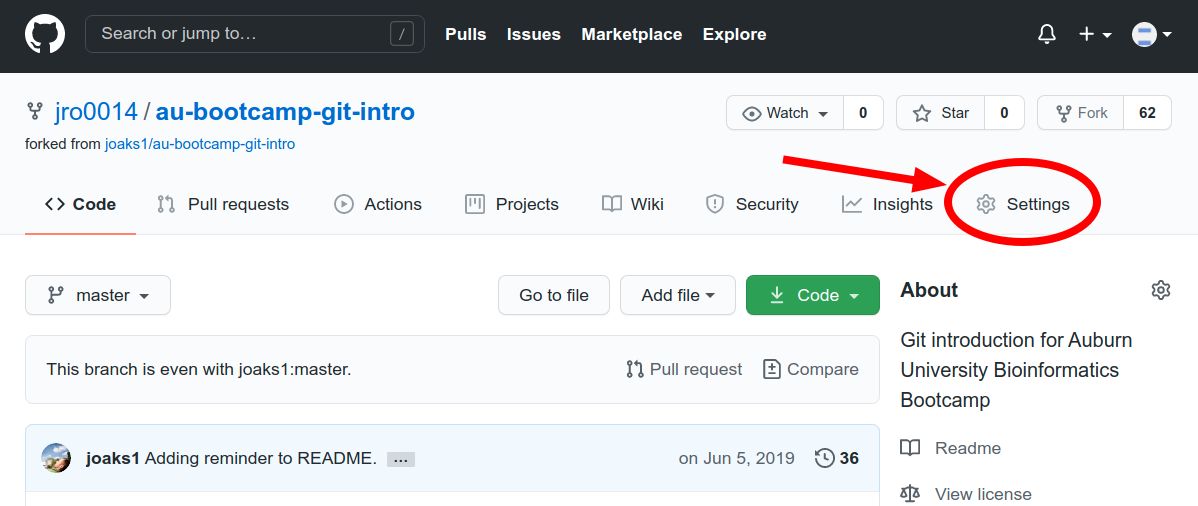 Search or jump to… / Pulls Issues Marketplace Explore
jro0014 / au-bootcamp-git-intro Watch 0 Star 0 Fork 62
forked from joaks1/au-bootcamp-git-intro
Code Pull requests Actions Projects Wiki Security Insights Settings
master Go to file Add file Code
This branch is even with joaks1:master. Pull request Compare
joaks1 Adding reminder to README. ... on Jun 5, 2019 36
About
Git introduction for Auburn
University Bioinformatics
Bootcamp
Readme
View license